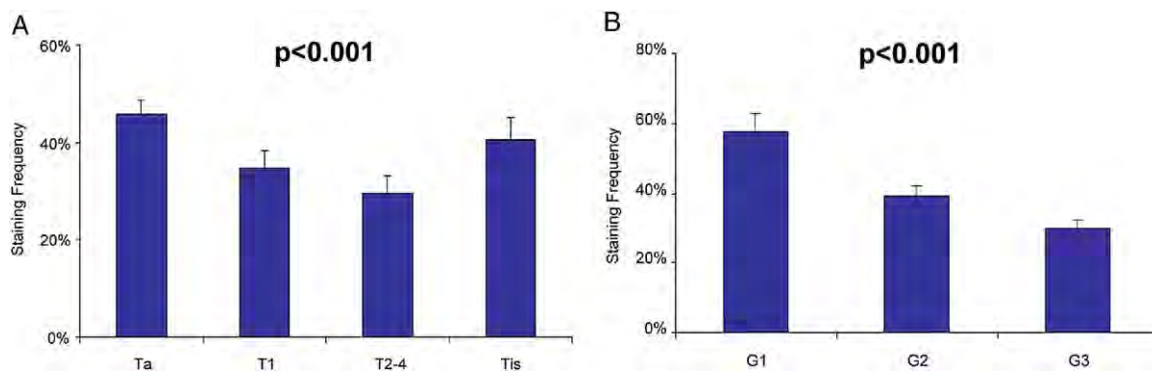 A
p<0.001
60%
40%
20%
0%
Staining Frequency
Ta T1 T2-4 Tis
B
p<0.001
80%
60%
40%
20%
0%
Staining Frequency
G1 G2 G3